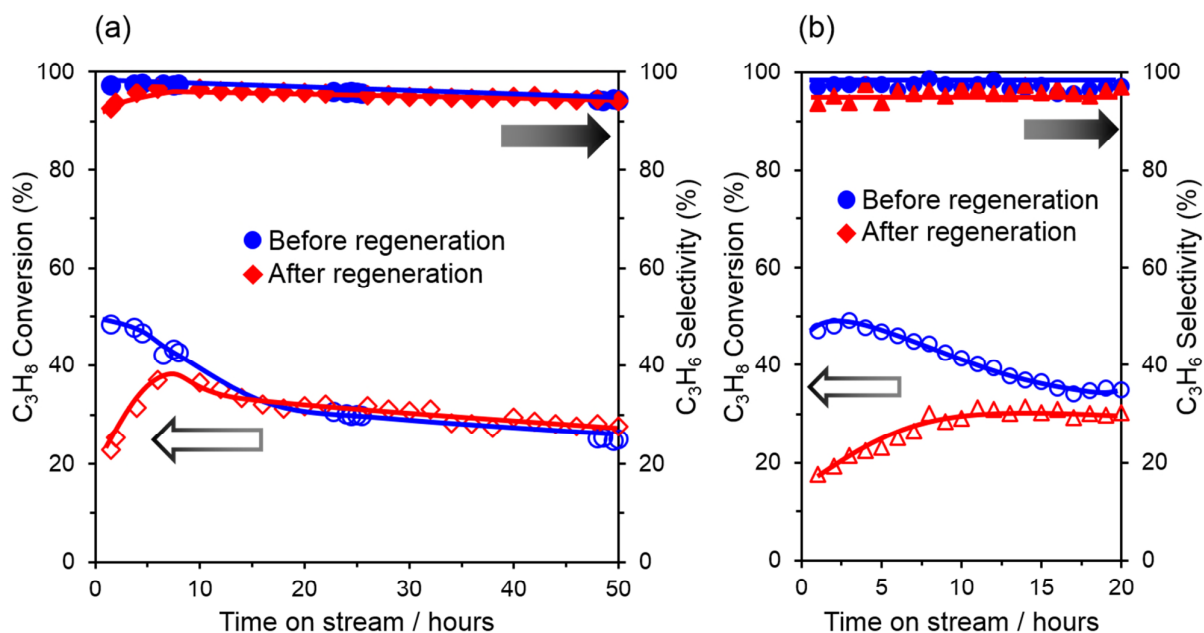 (a)
100
80
60
40
20
0
C₃H₈ Conversion (%)
Before regeneration
After regeneration
100
80
60
40
20
0
C₃H₆ Selectivity (%)
0
10
20
30
40
50
Time on stream / hours
(b)
100
80
60
40
20
0
C₃H₈ Conversion (%)
Before regeneration
After regeneration
100
80
60
40
20
0
C₃H₆ Selectivity (%)
0
5
10
15
20
Time on stream / hours